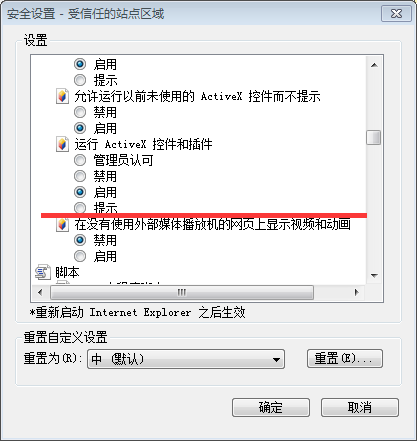 安全设置 - 受信任的站点区域
设置
启用
提示
允许运行以前未使用的 ActiveX 控件而不提示
禁用
启用
运行 ActiveX 控件和插件
管理员认可
禁用
启用
提示
在没有使用外部媒体播放机的网页上显示视频和动画
禁用
启用
脚本
*重新启动 Internet Explorer 之后生效
重置自定义设置
重置为(R): 中 (默认) 重置(E)...
确定 取消